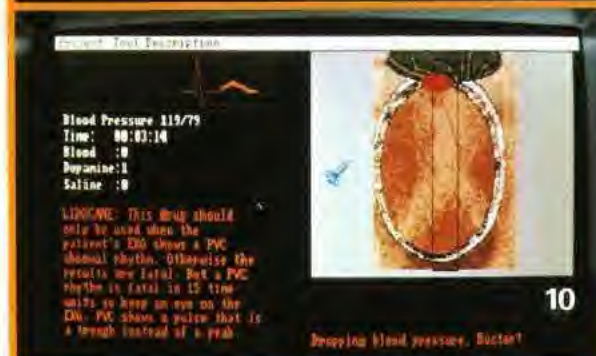 Project Tool Description
Blood Pressure 119/79
Time: 00:03:14
Blood :0
Dopamine:1
Saline :0
LIDOCANE: This drug should
only be used when the
patient's EKG shows a PVC
abnormal rhythm. Otherwise the
results are fatal. But a PVC
rhythm is fatal in 15 time
units so keep an eye on the
EKG. PVC shows a pulse that is
a trough instead of a peak
Dropping blood pressure, Doctor!
10